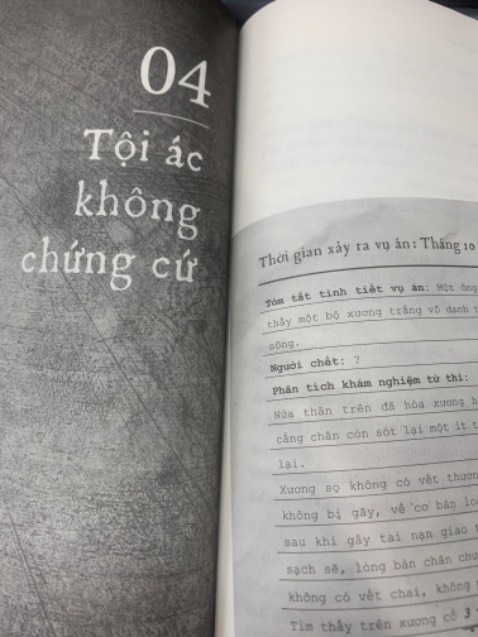 04
Tội ác
không
chứng cứ
Thời gian xảy ra vụ án: Tháng 10
Tóm tắt tình tiết vụ án: Một ông
thấy một bộ xương trắng vô danh t
sông.
Người chết: ?
Phân tích khám nghiệm tử thi:
Nửa thân trên đã hóa xương h
cẳng chân còn sót lại một ít t
lại.
Xương sọ không có vết thươn
không bị gãy, về cơ bản lo
sau khi gây tai nạn giao t
sạch sẽ, lóng bàn chân chu
không có vết chai, không
Tìm thấy trên xương cổ 3